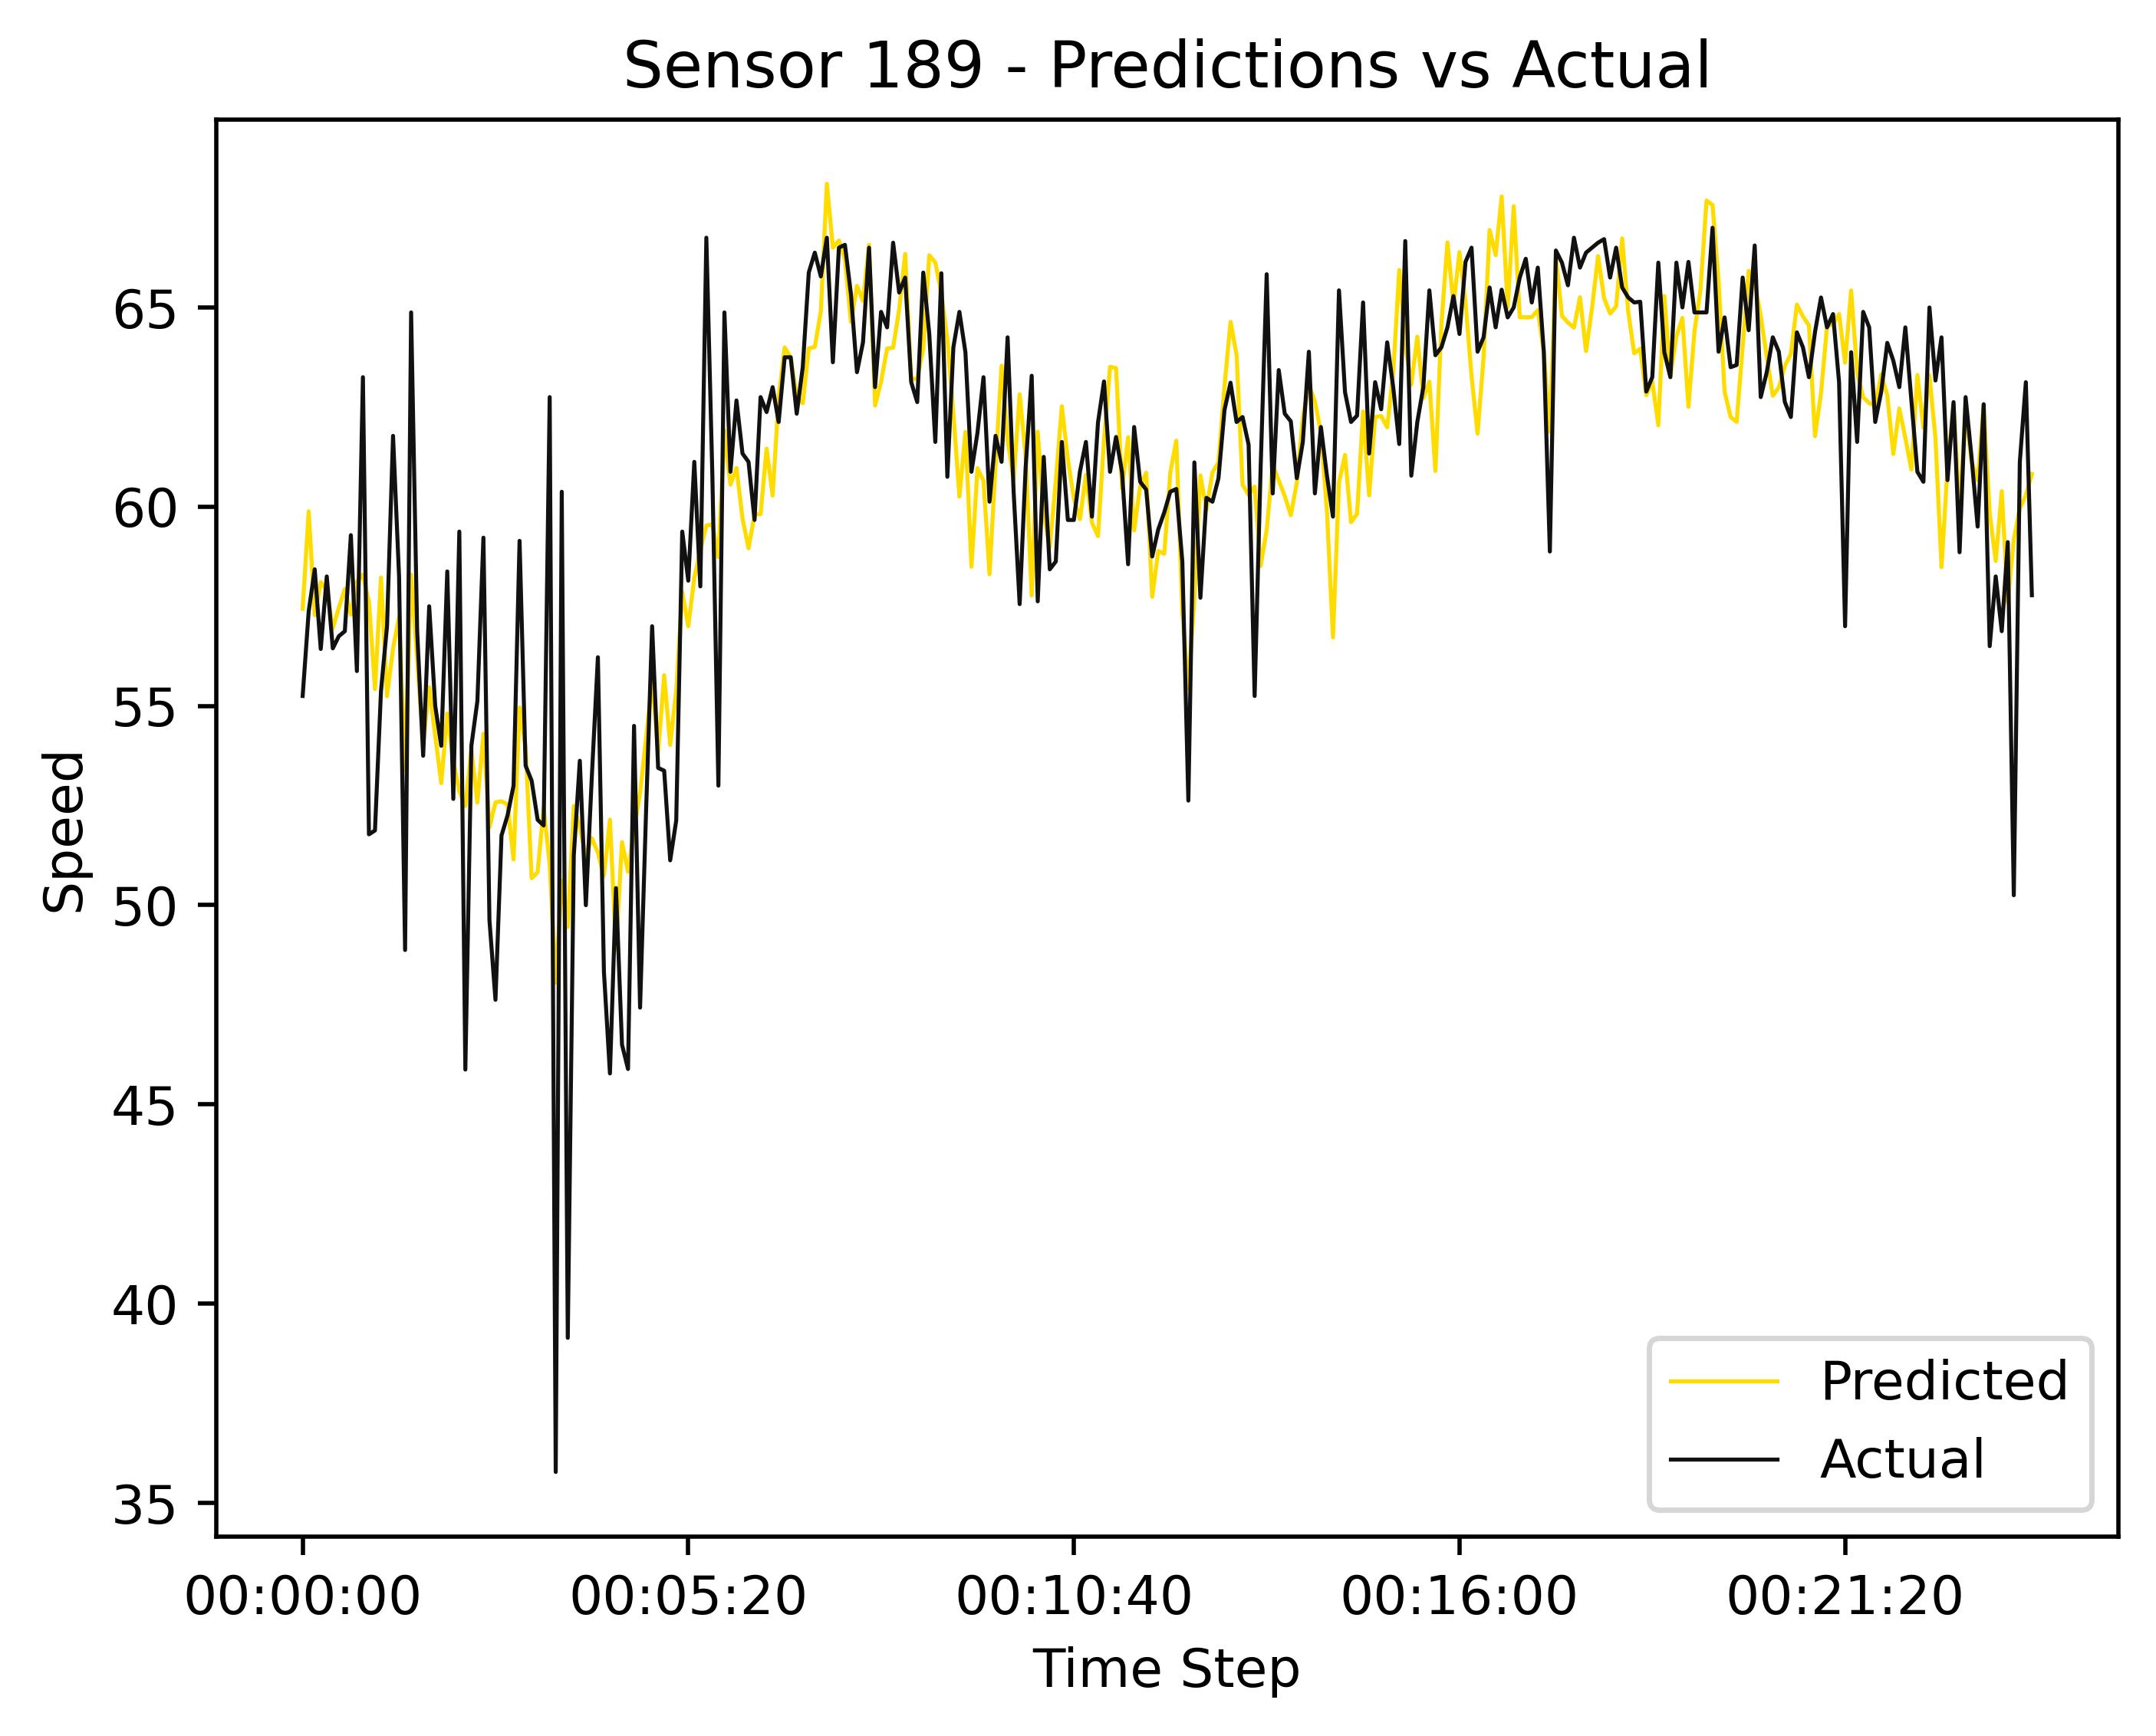 Sensor 189 - Predictions vs Actual
65
60
55
50
45
40
35
Speed
Predicted
Actual
00:00:00
00:05:20
00:10:40
00:16:00
00:21:20
Time Step